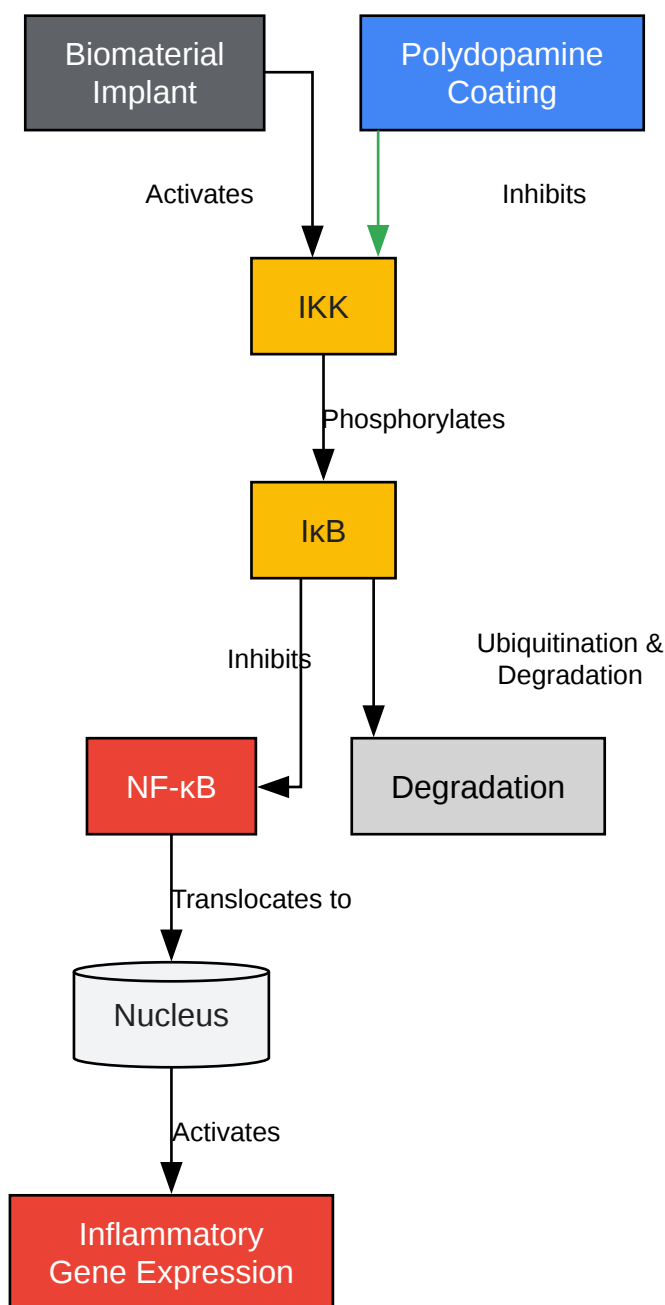 Biomaterial
Implant
Polydopamine
Coating
Activates
Inhibits
IKK
Phosphorylates
IκB
Inhibits
Ubiquitination &
Degradation
NF-κB
Degradation
Translocates to
Nucleus
Activates
Inflammatory
Gene Expression